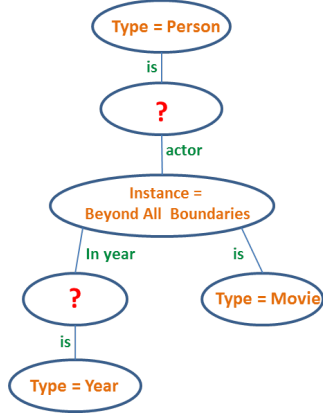 Type = Person
is
?
actor
Instance =
Beyond All Boundaries
In year
is
?
Type = Movie
is
Type = Year